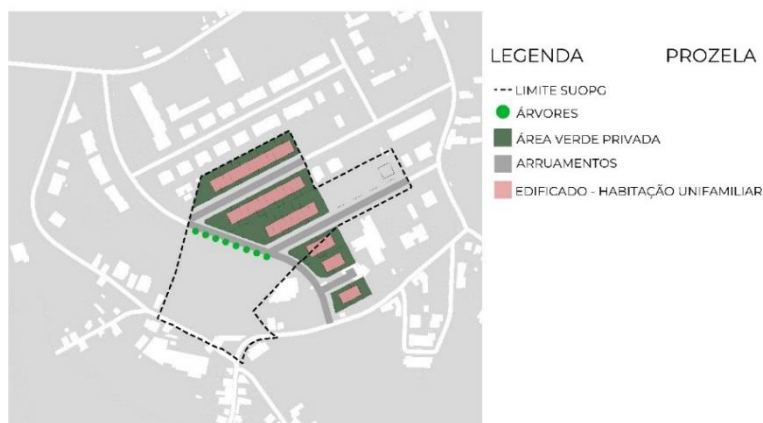 LEGENDA PROZELA
LIMITE SUOPG
ÁRVORES
ÁREA VERDE PRIVADA
ARRUAMENTOS
EDIFICADO - HABITAÇÃO UNIFAMILIAR